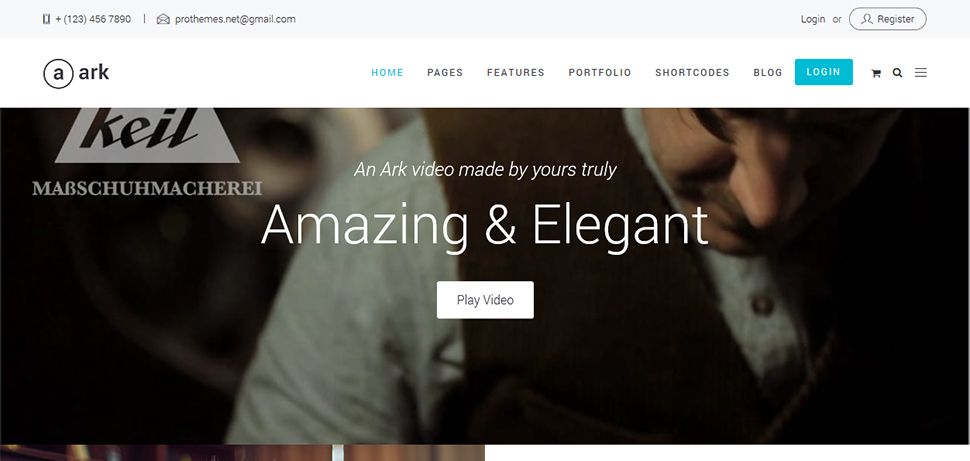 + (123) 456 7890 | prothemes.net@gmail.com Login or Register
a ark HOME PAGES FEATURES PORTFOLIO SHORTCODES BLOG LOGIN
keil
MAßSCHUHMACHEREI
An Ark video made by yours truly
Amazing & Elegant
Play Video